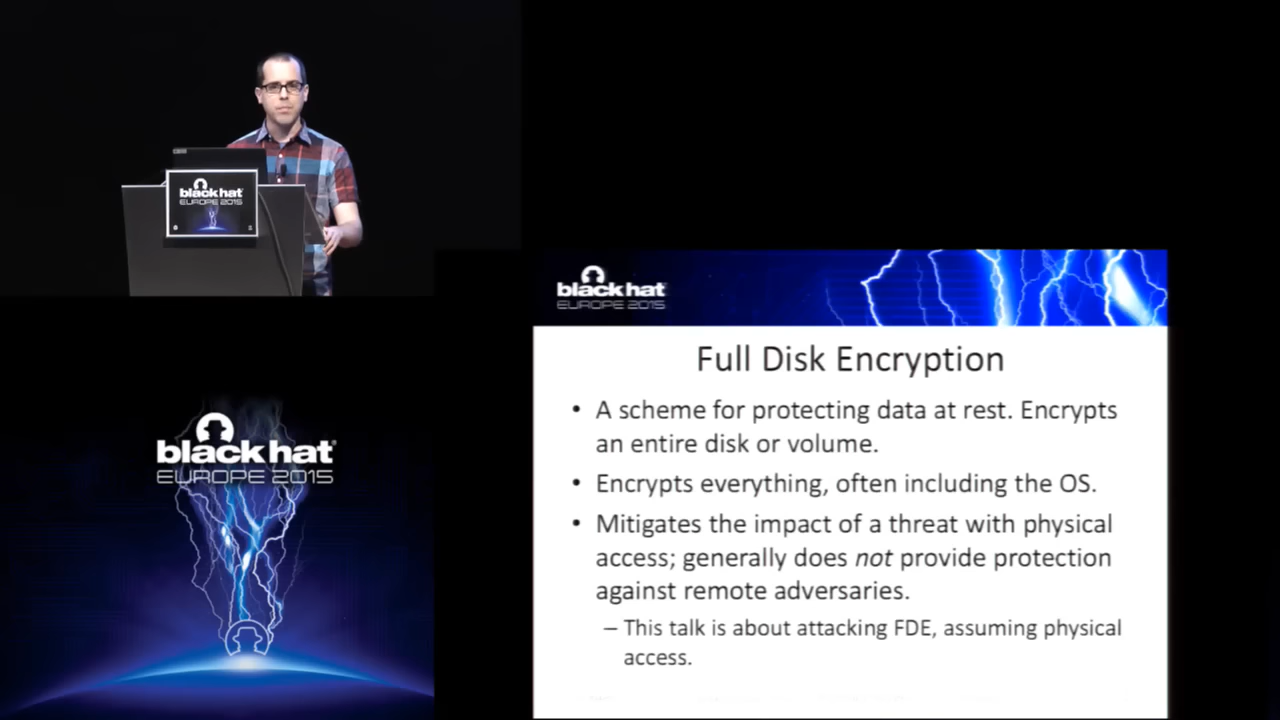 black hat
EUROPE 2015
black hat
EUROPE 2015
Full Disk Encryption
• A scheme for protecting data at rest. Encrypts
an entire disk or volume.
• Encrypts everything, often including the OS.
• Mitigates the impact of a threat with physical
access; generally does not provide protection
against remote adversaries.
– This talk is about attacking FDE, assuming physical
access.
black hat
EUROPE 2015